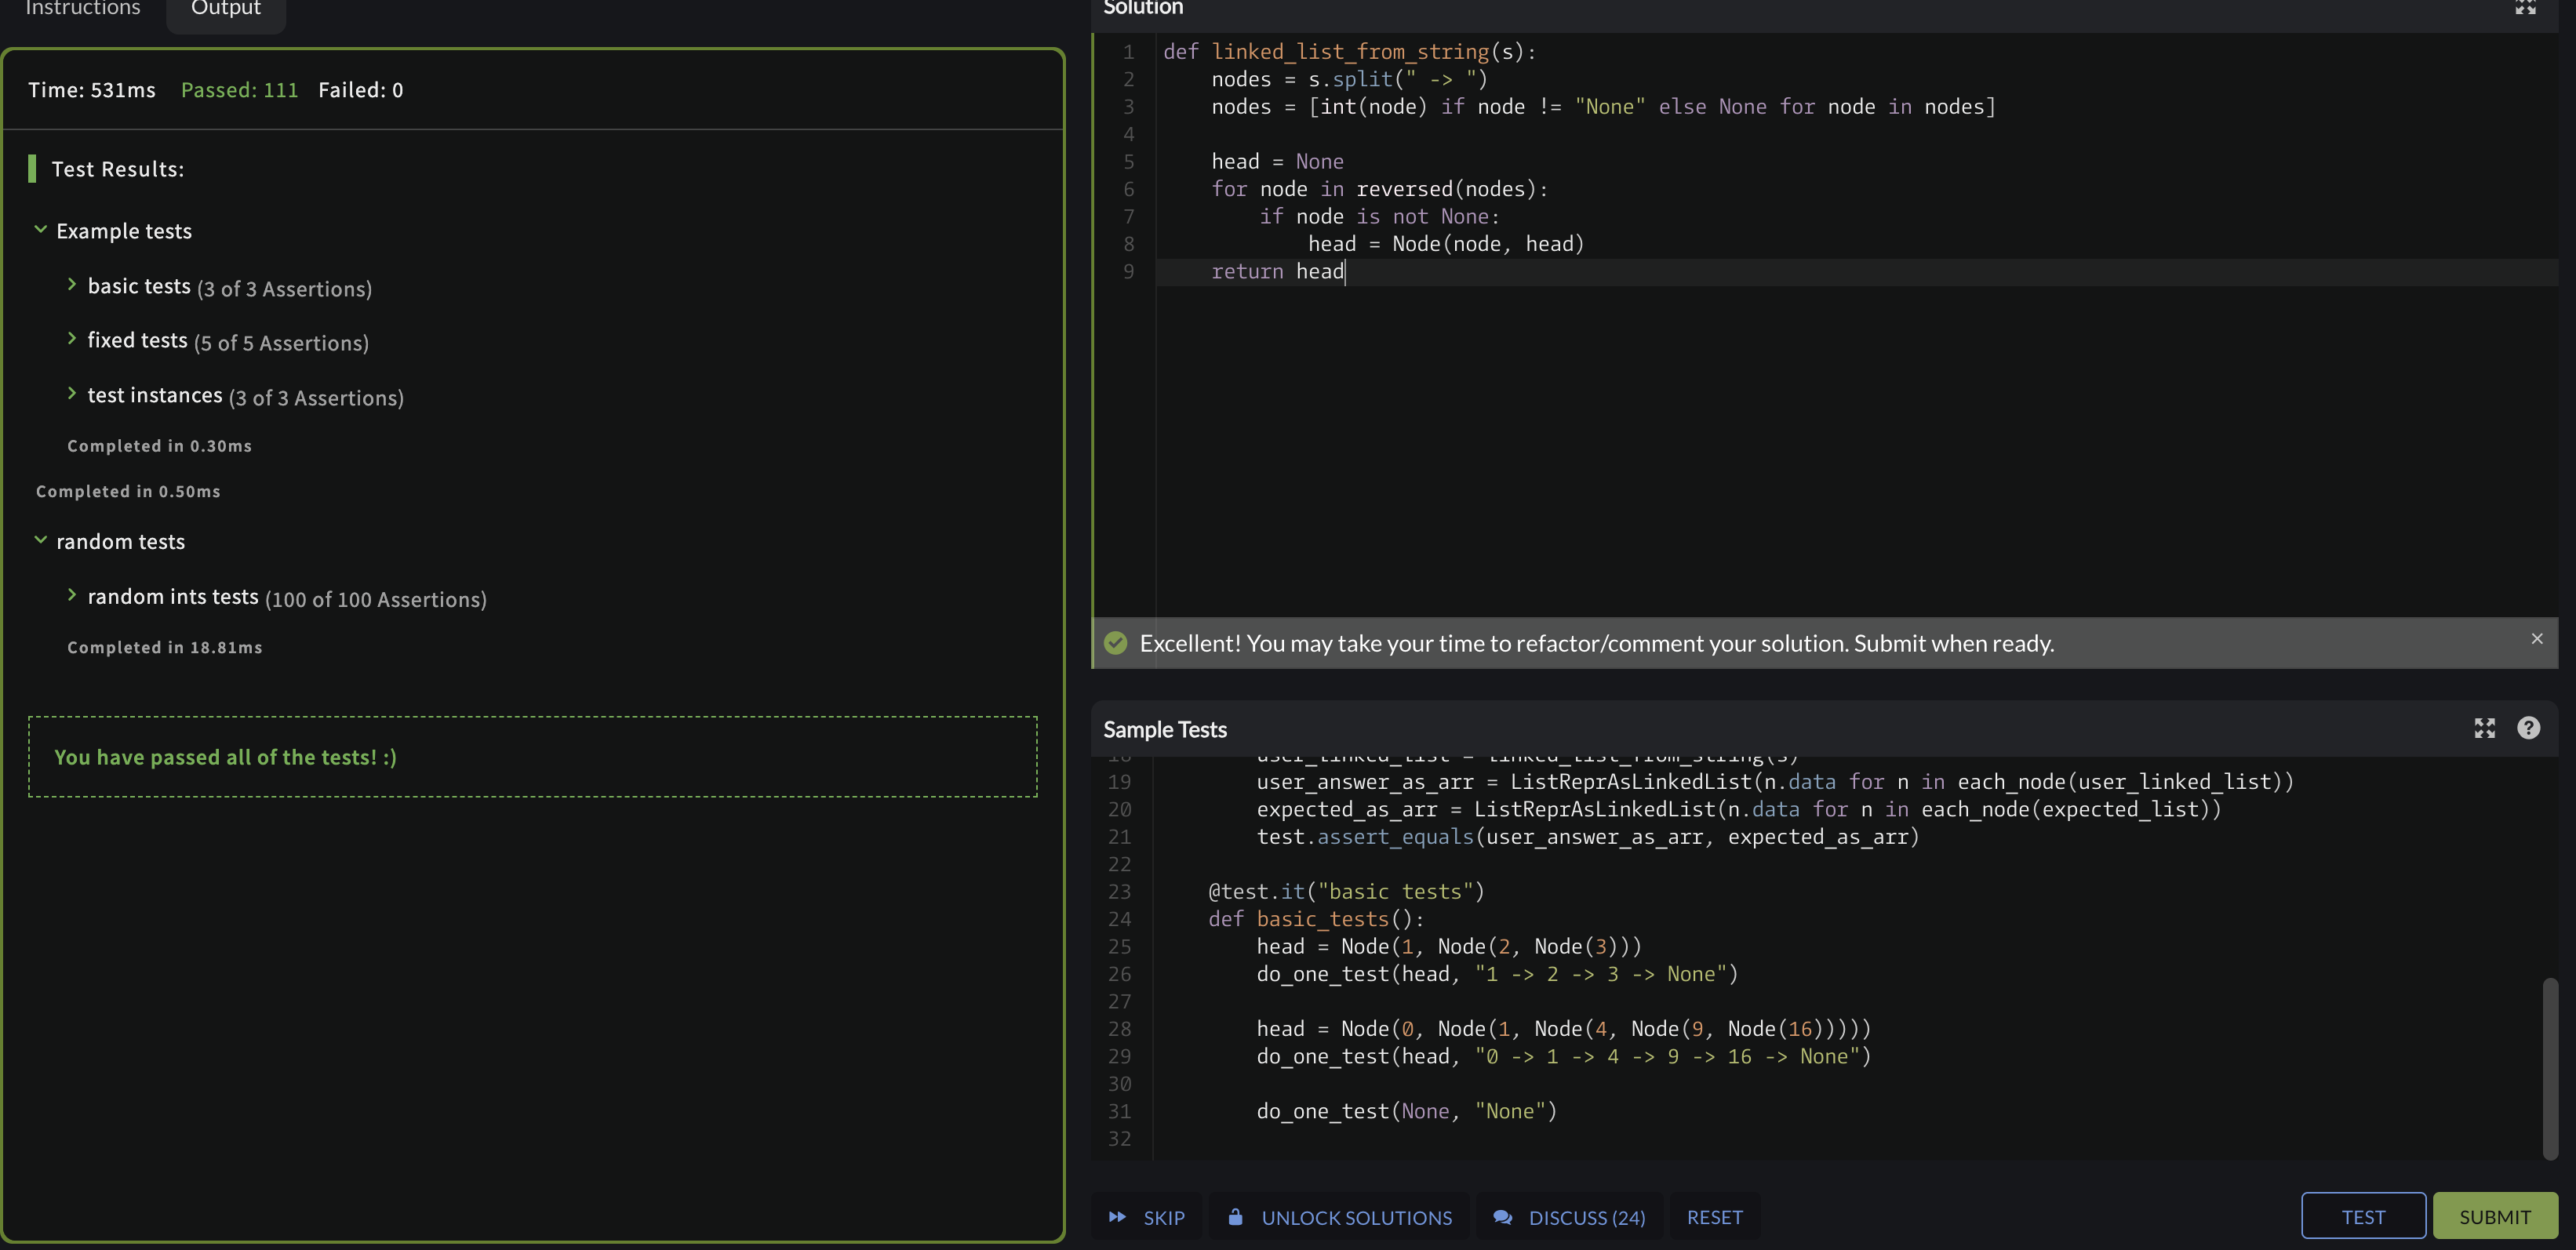 Instructions
Output
Time: 531ms Passed: 111 Failed: 0
Test Results:
Example tests
basic tests (3 of 3 Assertions)
fixed tests (5 of 5 Assertions)
test instances (3 of 3 Assertions)
Completed in 0.30ms
Completed in 0.50ms
random tests
random ints tests (100 of 100 Assertions)
Completed in 18.81ms
You have passed all of the tests! :)
Solution
1 def linked_list_from_string(s):
2     nodes = s.split(" -> ")
3     nodes = [int(node) if node != "None" else None for node in nodes]
4
5     head = None
6     for node in reversed(nodes):
7         if node is not None:
8             head = Node(node, head)
9     return head
Excellent! You may take your time to refactor/comment your solution. Submit when ready.
Sample Tests
18         user_linked_list = linked_list_from_string(s)
19         user_answer_as_arr = ListReprAsLinkedList(n.data for n in each_node(user_linked_list))
20         expected_as_arr = ListReprAsLinkedList(n.data for n in each_node(expected_list))
21         test.assert_equals(user_answer_as_arr, expected_as_arr)
22
23     @test.it("basic tests")
24     def basic_tests():
25         head = Node(1, Node(2, Node(3)))
26         do_one_test(head, "1 -> 2 -> 3 -> None")
27
28         head = Node(0, Node(1, Node(4, Node(9, Node(16)))))
29         do_one_test(head, "0 -> 1 -> 4 -> 9 -> 16 -> None")
30
31         do_one_test(None, "None")
32
SKIP
UNLOCK SOLUTIONS
DISCUSS (24)
RESET
TEST
SUBMIT